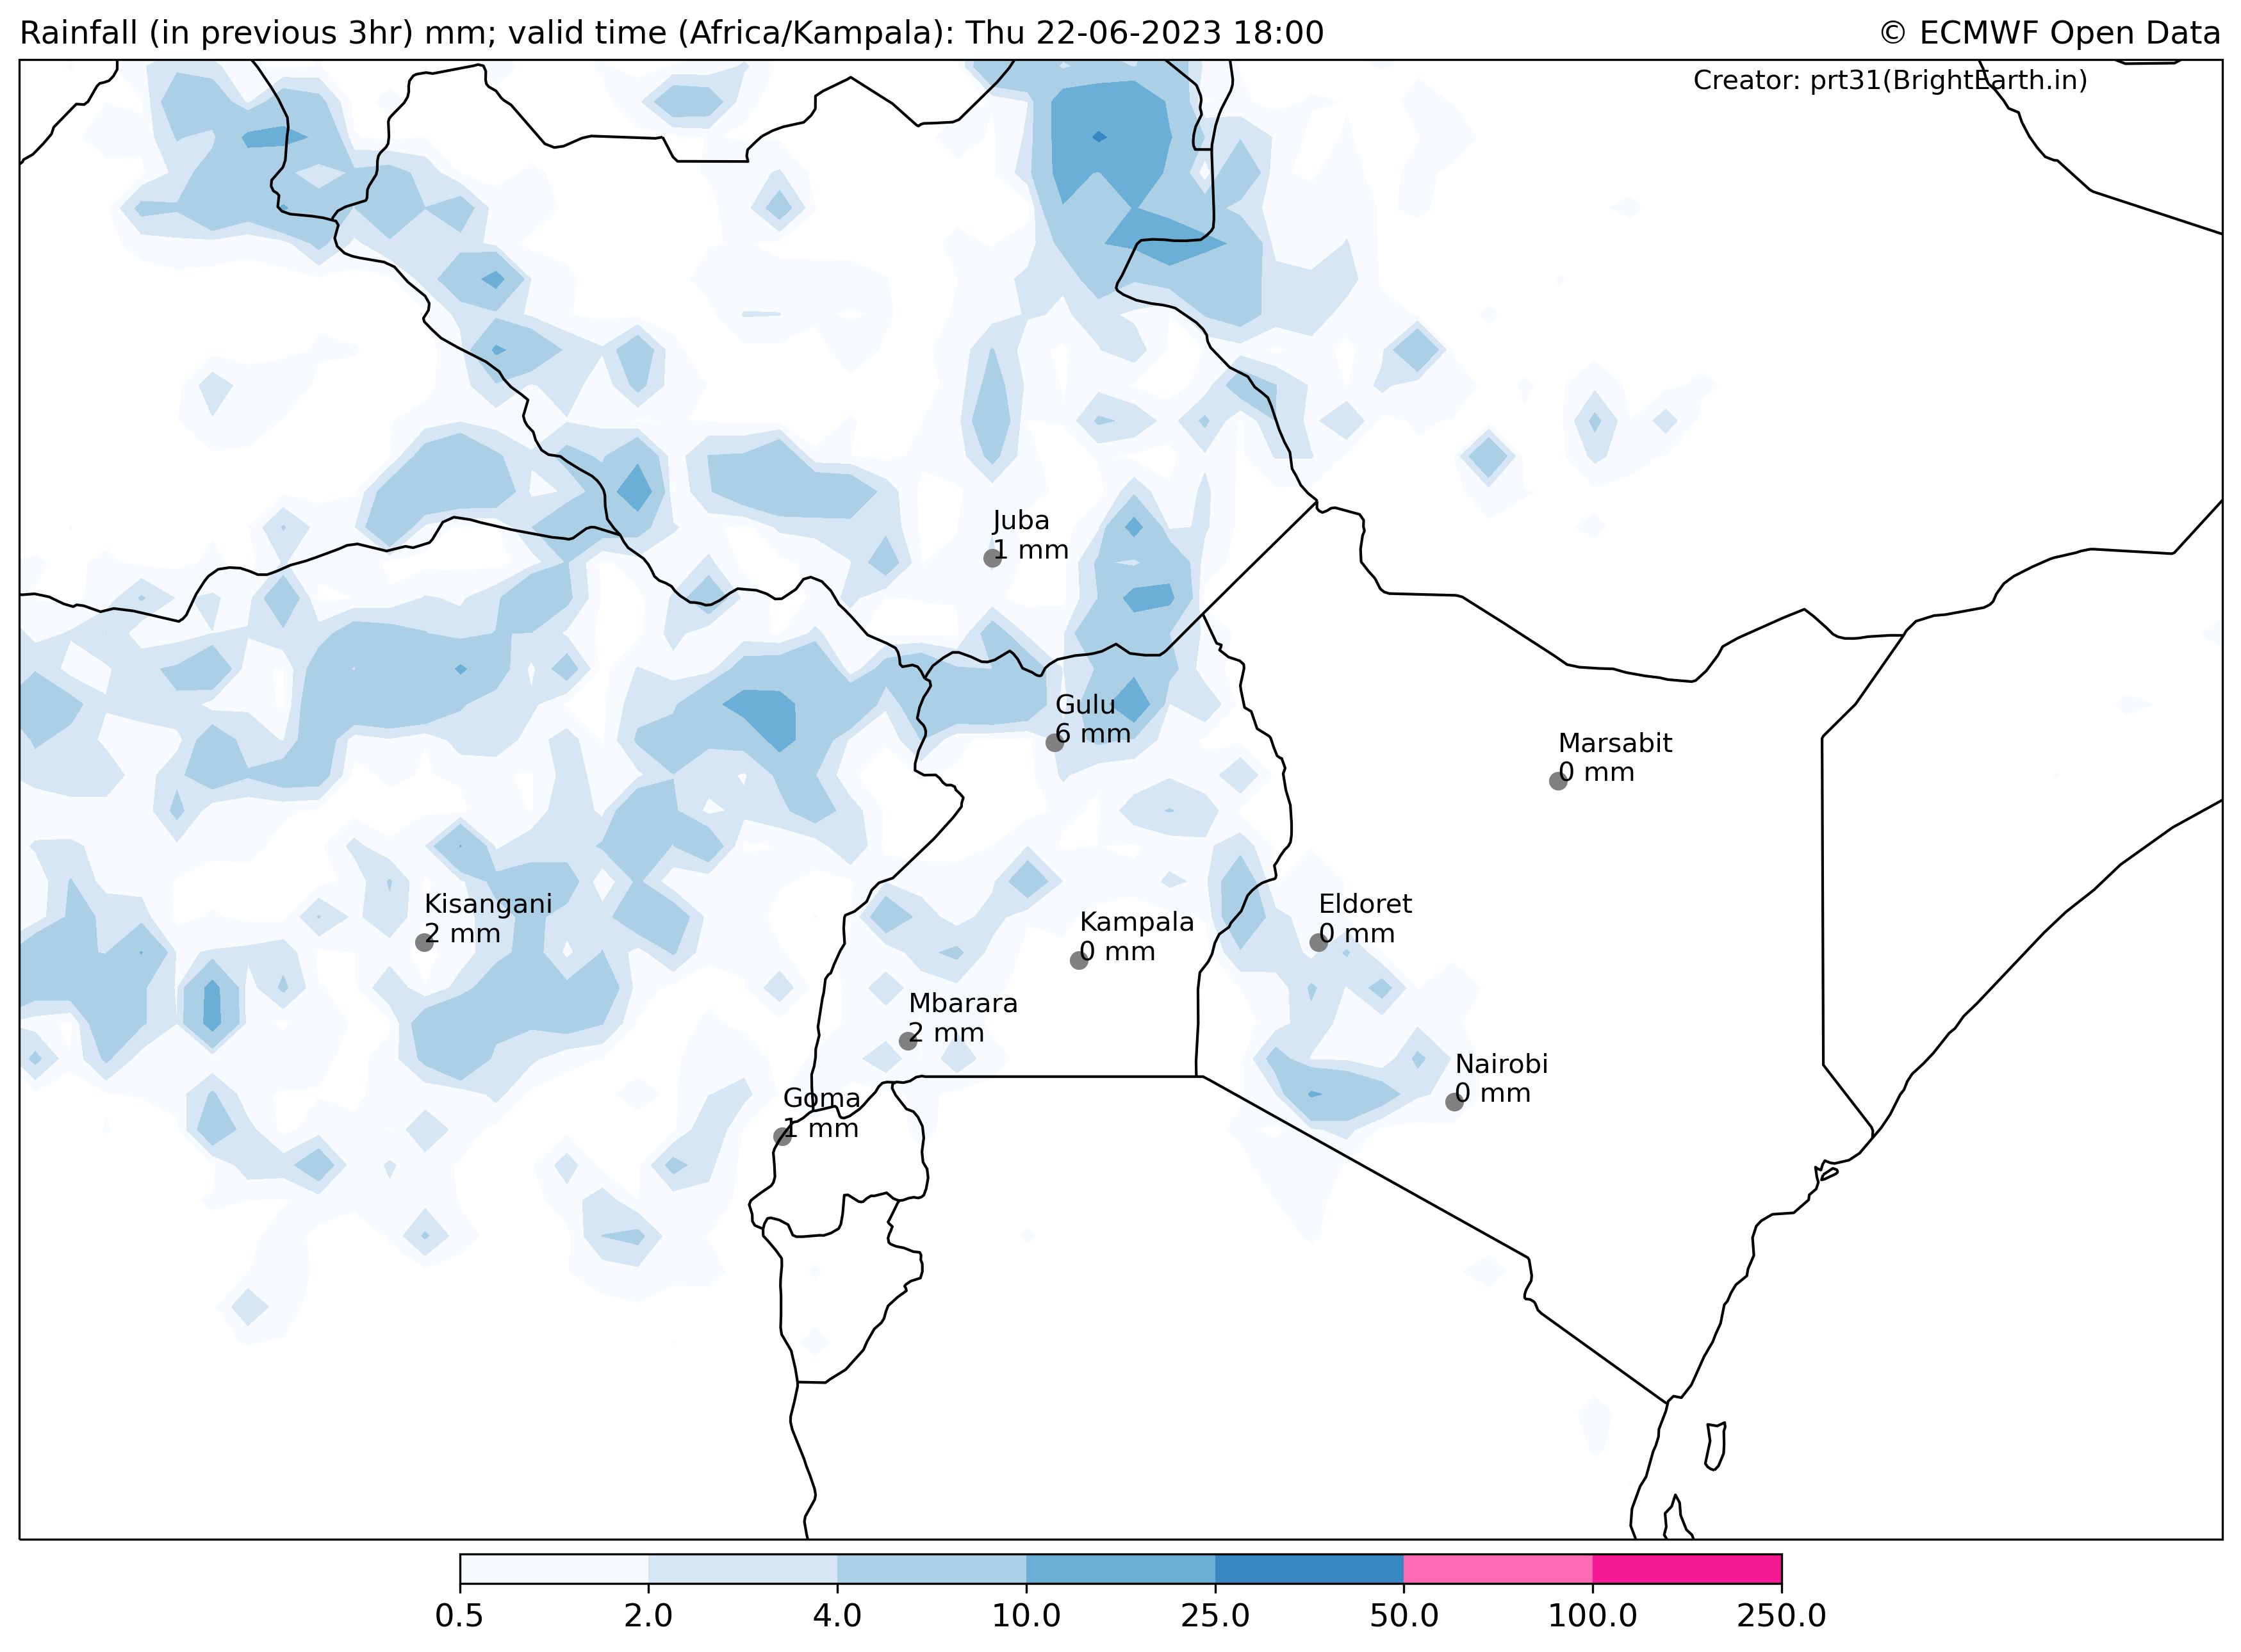 Rainfall (in previous 3hr) mm; valid time (Africa/Kampala): Thu 22-06-2023 18:00
© ECMWF Open Data
Creator: prt31(BrightEarth.in)
Juba
1 mm
Gulu
6 mm
Marsabit
0 mm
Kisangani
2 mm
Eldoret
0 mm
Kampala
0 mm
Mbarara
2 mm
Nairobi
0 mm
Goma
1 mm
0.5 2.0 4.0 10.0 25.0 50.0 100.0 250.0